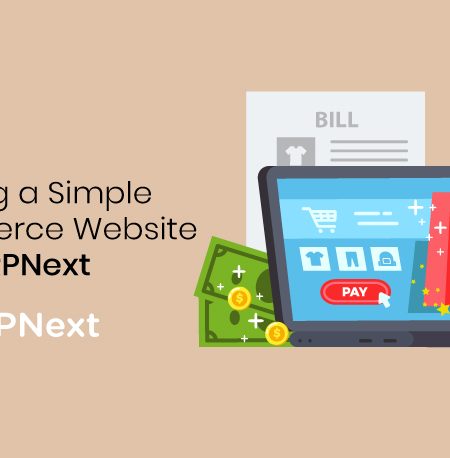 g a Simple
erce Website
PNext
PNext
BILL
PAY